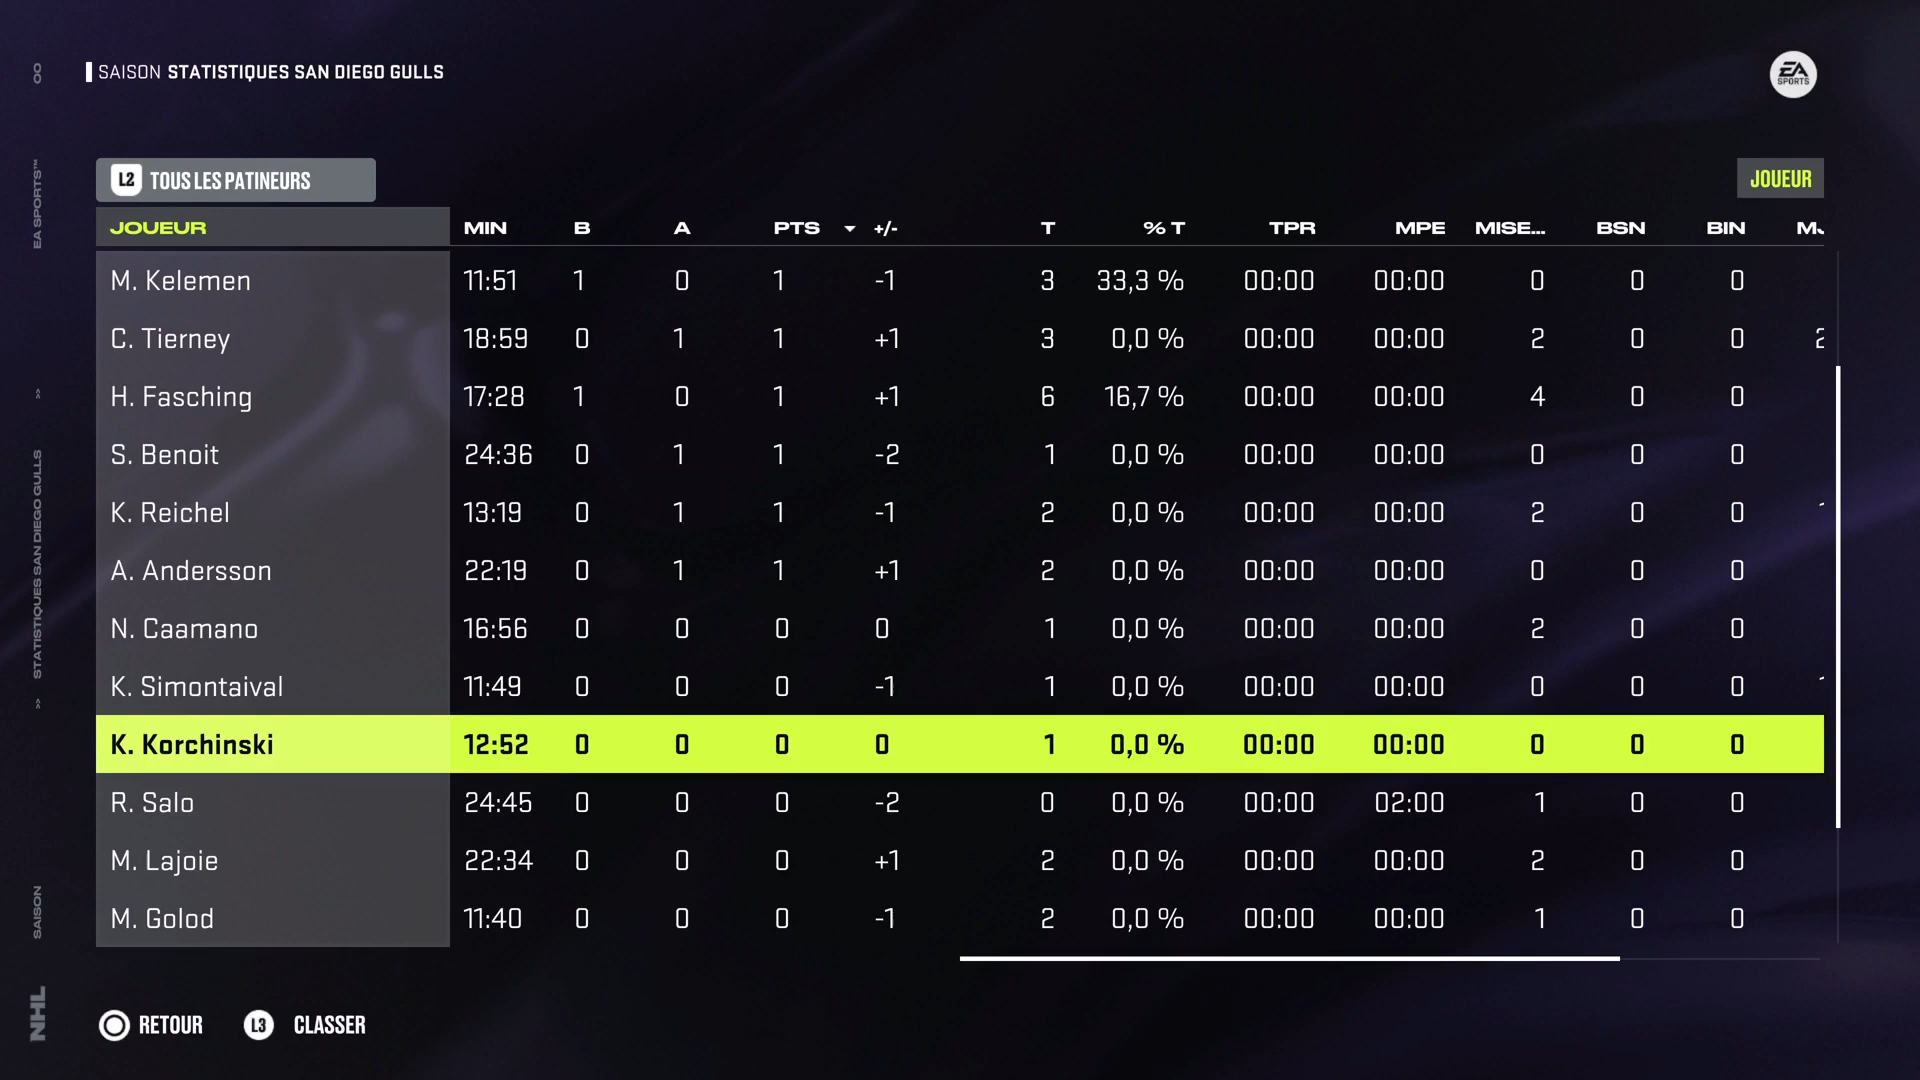 SAISON STATISTIQUES SAN DIEGO GULLS
EA SPORTS
L2 TOUS LES PATINEURS
JOUEUR
JOUEUR MIN B A PTS +/- T % T TPR MPE MISE... BSN BIN
M. Kelemen 11:51 1 0 1 -1 3 33,3 % 00:00 00:00 0 0 0
C. Tierney 18:59 0 1 1 +1 3 0,0 % 00:00 00:00 2 0 0 2
H. Fasching 17:28 1 0 1 +1 6 16,7 % 00:00 00:00 4 0 0
S. Benoit 24:36 0 1 1 -2 1 0,0 % 00:00 00:00 0 0 0
K. Reichel 13:19 0 1 1 -1 2 0,0 % 00:00 00:00 2 0 0
A. Andersson 22:19 0 1 1 +1 2 0,0 % 00:00 00:00 0 0 0
N. Caamano 16:56 0 0 0 0 1 0,0 % 00:00 00:00 2 0 0
K. Simontaival 11:49 0 0 0 -1 1 0,0 % 00:00 00:00 0 0 0
K. Korchinski 12:52 0 0 0 0 1 0,0 % 00:00 00:00 0 0 0
R. Salo 24:45 0 0 0 -2 0 0,0 % 00:00 02:00 1 0 0
M. Lajoie 22:34 0 0 0 +1 2 0,0 % 00:00 00:00 2 0 0
M. Golod 11:40 0 0 0 -1 2 0,0 % 00:00 00:00 1 0 0
RETOUR L3 CLASSER
NHL SAISON >> STATISTIQUES SAN DIEGO GULLS >> EA SPORTS™